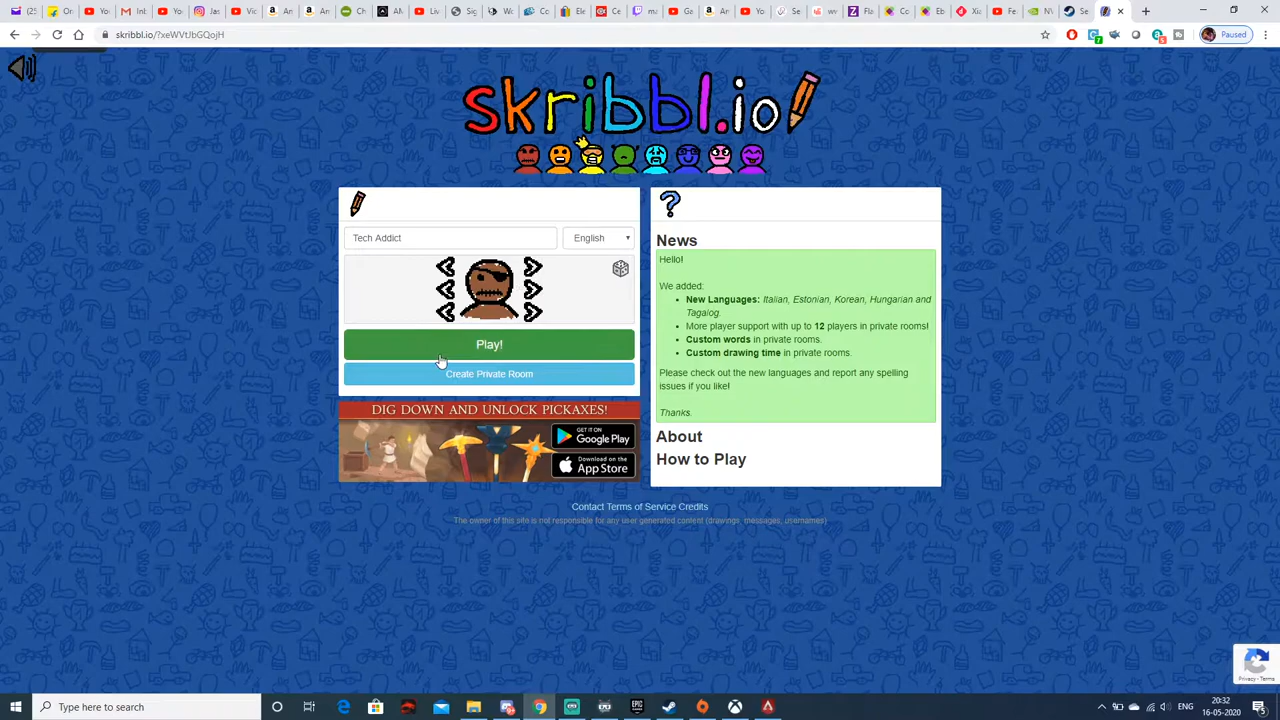 Paused
skribbl.io/?xeWVtJbGQojH
skribbl.io
Tech Addict
English
Play!
Create Private Room
DIG DOWN AND UNLOCK PICKAXES!
GET IT ON
Google Play
Download on the
App Store
News
Hello!
We added:
New Languages: Italian, Estonian, Korean, Hungarian and
Tagalog.
More player support with up to 12 players in private rooms!
Custom words in private rooms.
Custom drawing time in private rooms.
Please check out the new languages and report any spelling
issues if you like!
Thanks.
About
How to Play
Contact Terms of Service Credits
The owner of this site is not responsible for any user generated content (drawings, messages, usernames)
Privacy - Terms
Type here to search
20:32
16-05-2020